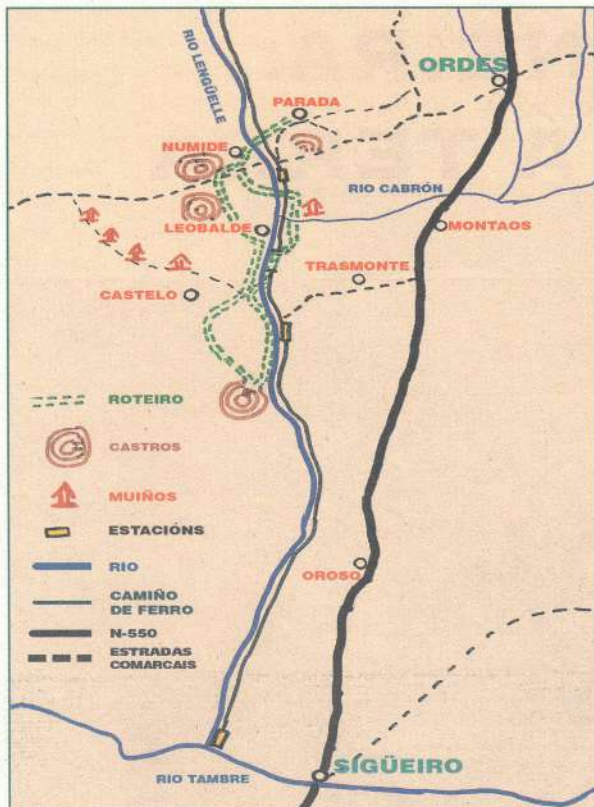 RIO LENGÜELLE
ORDES
PARADA
NUMIDE
RIO CABRÓN
LEOBALDE
MONTAOS
TRASMONTE
CASTELO
ROTEIRO
CASTROS
MUIÑOS
ESTACIÓNS
RIO
CAMIÑO
DE FERRO
N-550
ESTRADAS
COMARCAIS
OROSO
SIGÜEIRO
RIO TAMBRE